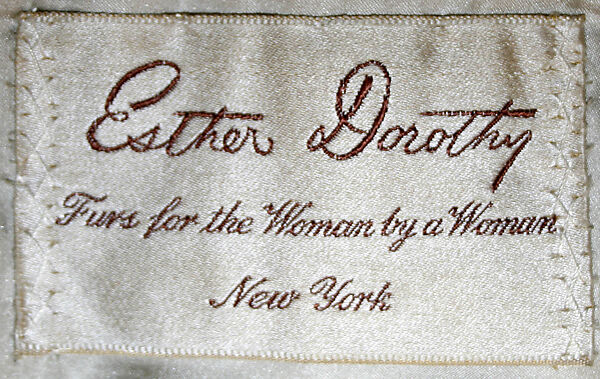 Esther Dorothy
Furs for the Woman by a Woman
New York